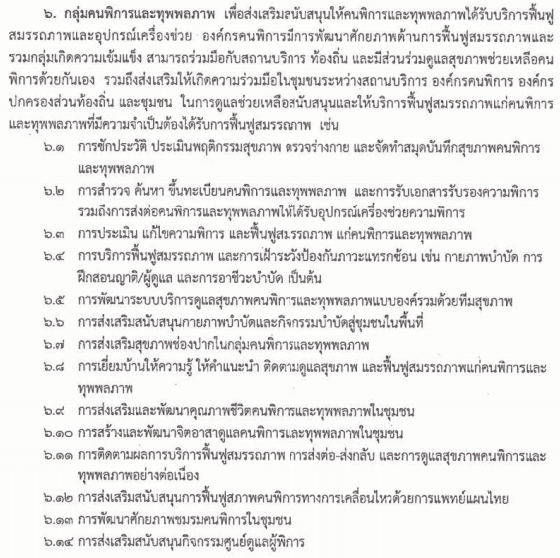 ๖. กลุ่มคนพิการและทุพพลภาพ เพื่อส่งเสริมสนับสนุนให้คนพิการและทุพพลภาพได้รับบริการฟื้นฟู
สมรรถภาพและอุปกรณ์เครื่องช่วย องค์กรคนพิการมีการพัฒนาศักยภาพด้านการฟื้นฟูสมรรถภาพและ
รวมกลุ่มเกิดความเข้มแข็ง สามารถร่วมมือกับสถานบริการ ท้องถิ่น และมีส่วนร่วมดูแลสุขภาพช่วยเหลือคน
พิการด้วยกันเอง รวมถึงส่งเสริมให้เกิดความร่วมมือในชุมชนระหว่างสถานบริการ องค์กรคนพิการ องค์กร
ปกครองส่วนท้องถิ่น และชุมชน ในการดูแลช่วยเหลือสนับสนุนและให้บริการฟื้นฟูสมรรถภาพแก่คนพิการ
และทุพพลภาพที่มีความจำเป็นต้องได้รับการฟื้นฟูสมรรถภาพ เช่น
๖.๑ การซักประวัติ ประเมินพฤติกรรมสุขภาพ ตรวจร่างกาย และจัดทำสมุดบันทึกสุขภาพคนพิการ
และทุพพลภาพ
๖.๒ การสำรวจ ค้นหา ขึ้นทะเบียนคนพิการและทุพพลภาพ และการรับเอกสารรับรองความพิการ
รวมถึงการส่งต่อคนพิการและทุพพลภาพให้ได้รับอุปกรณ์เครื่องช่วยความพิการ
๖.๓ การประเมิน แก้ไขความพิการ และฟื้นฟูสมรรถภาพ แก่คนพิการและทุพพลภาพ
๖.๔ การบริการฟื้นฟูสมรรถภาพ และการเฝ้าระวังป้องกันภาวะแทรกซ้อน เช่น กายภาพบำบัด การ
ฝึกสอนญาติ/ผู้ดูแล และการอาชีวะบำบัด เป็นต้น
๖.๕ การพัฒนาระบบบริการดูแลสุขภาพคนพิการและทุพพลภาพแบบองค์รวมด้วยทีมสุขภาพ
๖.๖ การส่งเสริมสนับสนุนกายภาพบำบัดและกิจกรรมบำบัดสู่ชุมชนในพื้นที่
๖.๗ การส่งเสริมสุขภาพช่องปากในกลุ่มคนพิการและทุพพลภาพ
๖.๘ การเยี่ยมบ้านให้ความรู้ ให้คำแนะนำ ติดตามดูแลสุขภาพ และฟื้นฟูสมรรถภาพแก่คนพิการและ
ทุพพลภาพ
๖.๙ การส่งเสริมและพัฒนาคุณภาพชีวิตคนพิการและทุพพลภาพในชุมชน
๖.๑๐ การสร้างและพัฒนาจิตอาสาดูแลคนพิการและทุพพลภาพในชุมชน
๖.๑๑ การติดตามผลการบริการฟื้นฟูสมรรถภาพ การส่งต่อ-ส่งกลับ และการดูแลสุขภาพคนพิการและ
ทุพพลภาพอย่างต่อเนื่อง
๖.๑๒ การส่งเสริมสนับสนุนการฟื้นฟูสภาพคนพิการทางการเคลื่อนไหวด้วยการแพทย์แผนไทย
๖.๑๓ การพัฒนาศักยภาพชมรมคนพิการในชุมชน
๖.๑๔ การส่งเสริมสนับสนุนกิจกรรมศูนย์ดูแลผู้พิการ